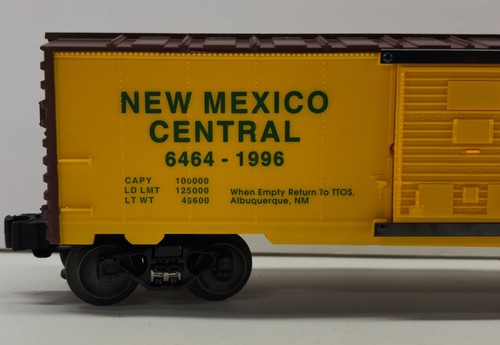 NEW MEXICO
CENTRAL
6464 - 1996
CAPY 100000
LD LMT 125000
LT WT 45600
When Empty Return To TTOS,
Albuquerque, NM